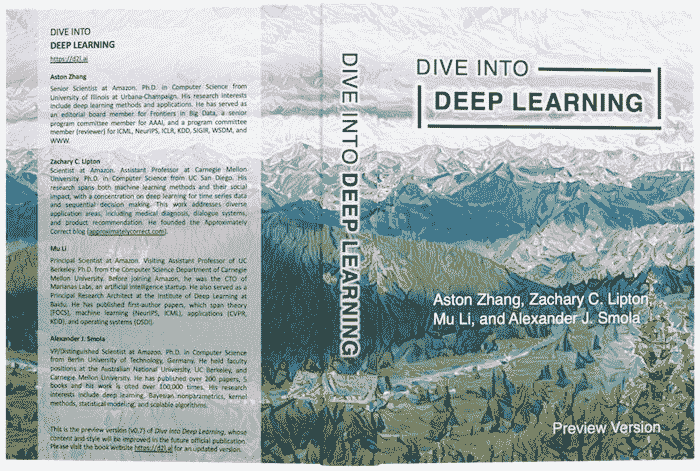 DIVE INTO
DEEP LEARNING
https://d2l.ai
Aston Zhang
Senior Scientist at Amazon. Ph.D. in Computer Science from
University of Illinois at Urbana-Champaign. His research interests
include deep learning methods and applications. He has served as
an editorial board member for Frontiers in Big Data, a senior
program committee member for AAAI, and a program committee
member (reviewer) for ICML, NeurIPS, ICLR, KDD, SIGIR, WSDM, and
WWW.
Zachary C. Lipton
Scientist at Amazon. Assistant Professor at Carnegie Mellon
University. Ph.D. in Computer Science from UC San Diego. His
research spans both machine learning methods and their social
impact, with a concentration on deep learning for time series data
and sequential decision making. This work addresses diverse
application areas, including medical diagnosis, dialogue systems,
and product recommendation. He founded the Approximately
Correct blog (approximatelycorrect.com).
Mu Li
Principal Scientist at Amazon. Visiting Assistant Professor of UC
Berkeley. Ph.D. from the Computer Science Department of Carnegie
Mellon University. Before joining Amazon, he was the CTO of
Marianas Labs, an artificial intelligence startup. He also served as a
Principal Research Architect at the Institute of Deep Learning at
Baidu. He has published first-author papers, which span theory
(FOCS), machine learning (NeurIPS, ICML), applications (CVPR,
KDD), and operating systems (OSDI).
Alexander J. Smola
VP/Distinguished Scientist at Amazon. Ph.D. in Computer Science
from Berlin University of Technology, Germany. He held faculty
positions at the Australian National University, UC Berkeley, and
Carnegie Mellon University. He has published over 200 papers, 5
books and his work is cited over 100,000 times. His research
interests include deep learning, Bayesian nonparametrics, kernel
methods, statistical modeling, and scalable algorithms.
This is the preview version (v0.7) of Dive into Deep Learning, whose
content and style will be improved in the future official publication.
Please visit the book website https://d2l.ai for an updated version.
DIVE INTO DEEP LEARNING
DIVE INTO
DEEP LEARNING
Aston Zhang, Zachary C. Lipton,
Mu Li, and Alexander J. Smola
Preview Version